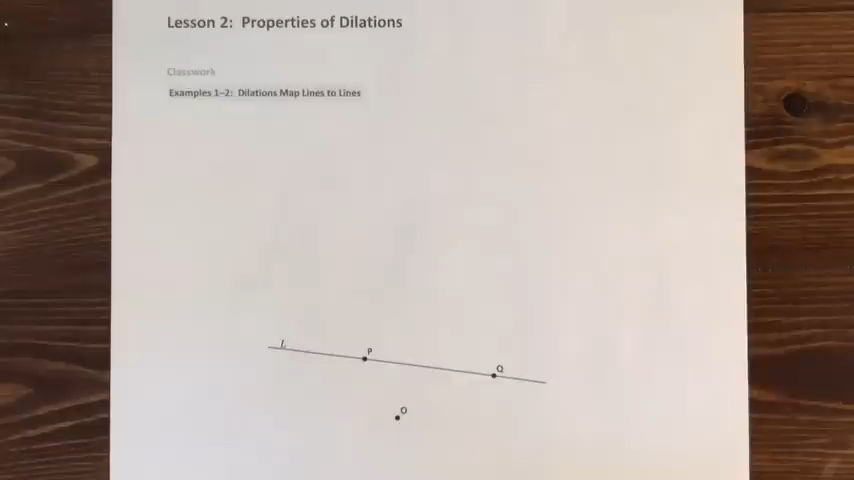 Lesson 2: Properties of Dilations
Classwork
Examples 1–2: Dilations Map Lines to Lines
L
P
Q
O